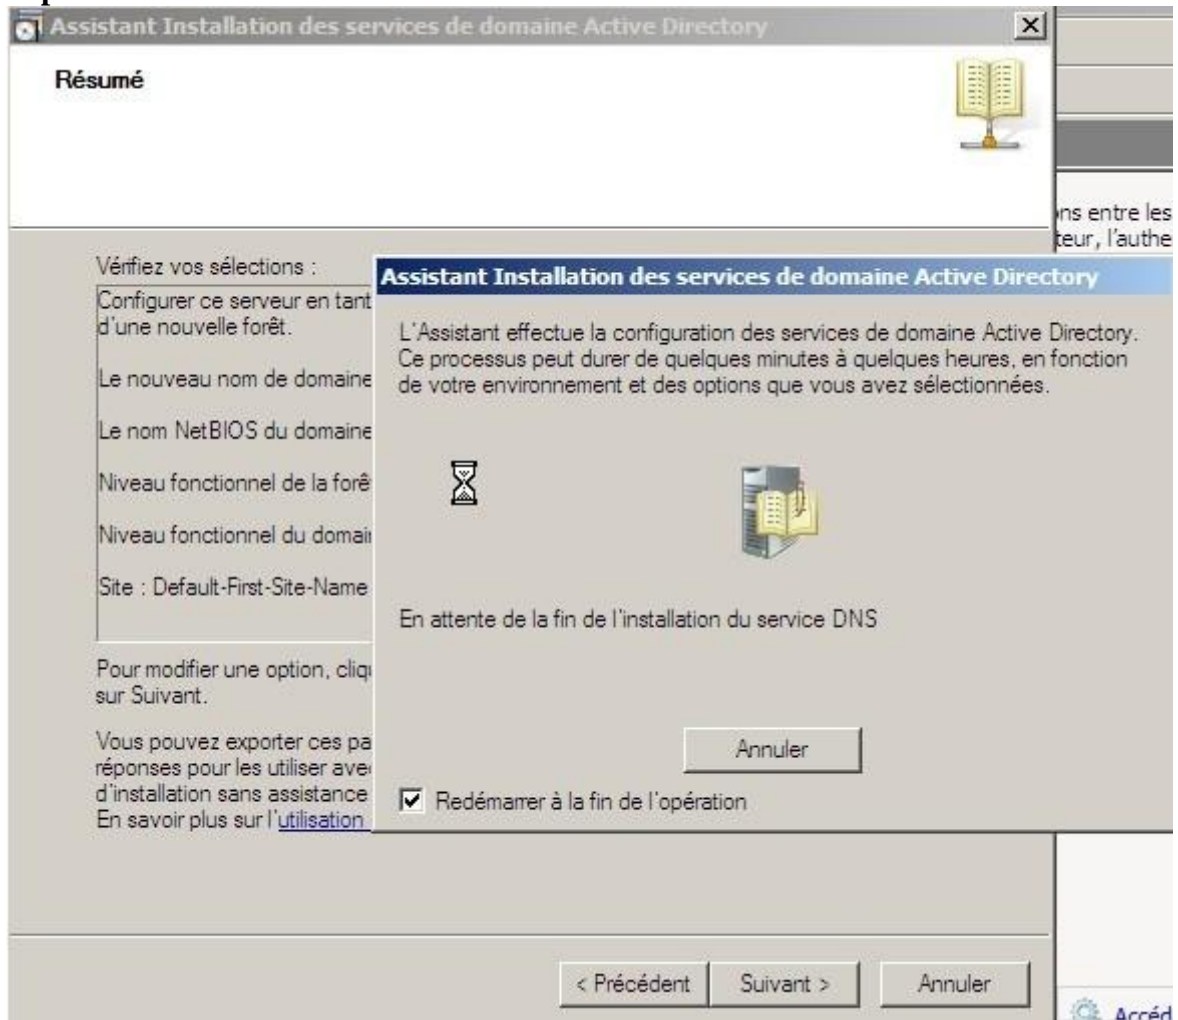 Assistant Installation des services de domaine Active Directory
Résumé
ons entre les
teur, l'authe
Vérifiez vos sélections :
Configurer ce serveur en tant
d'une nouvelle forêt.
Le nouveau nom de domaine
Le nom NetBIOS du domaine
Niveau fonctionnel de la forê
Niveau fonctionnel du domai
Site : Default-First-Site-Name
Pour modifier une option, cliqu
sur Suivant.
Vous pouvez exporter ces pa
réponses pour les utiliser ave
d'installation sans assistance
En savoir plus sur l'utilisation
Assistant Installation des services de domaine Active Directory
L'Assistant effectue la configuration des services de domaine Active Directory.
Ce processus peut durer de quelques minutes à quelques heures, en fonction
de votre environnement et des options que vous avez sélectionnées.
En attente de la fin de l'installation du service DNS
Annuler
Redémarrer à la fin de l'opération
< Précédent
Suivant >
Annuler
Accéd